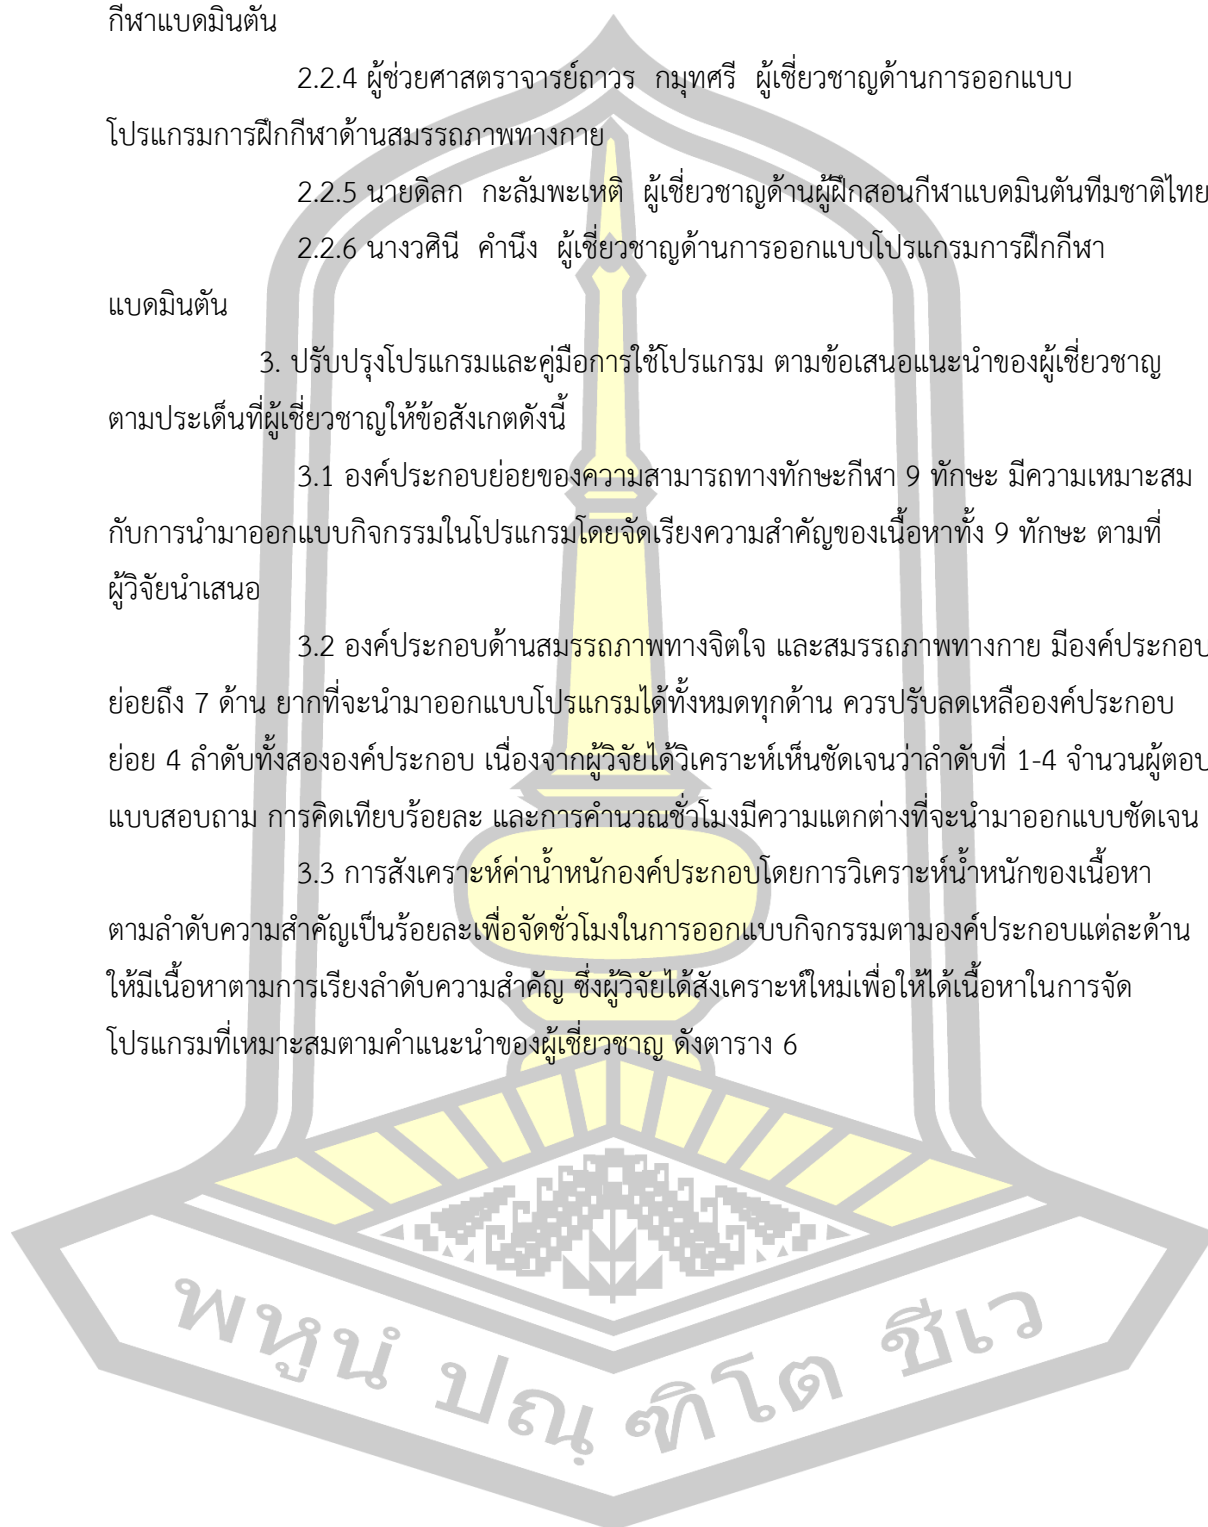 กีฬาแบดมินตัน
2.2.4 ผู้ช่วยศาสตราจารย์ถาวร กมุทศรี ผู้เชี่ยวชาญด้านการออกแบบ
โปรแกรมการฝึกกีฬาด้านสมรรถภาพทางกาย
2.2.5 นายดิลก กะลัมพะเหติ ผู้เชี่ยวชาญด้านผู้ฝึกสอนกีฬาแบดมินตันทีมชาติไทย
2.2.6 นางวศินี คำนึง ผู้เชี่ยวชาญด้านการออกแบบโปรแกรมการฝึกกีฬา
แบดมินตัน
3. ปรับปรุงโปรแกรมและคู่มือการใช้โปรแกรม ตามข้อเสนอแนะนำของผู้เชี่ยวชาญ
ตามประเด็นที่ผู้เชี่ยวชาญให้ข้อสังเกตดังนี้
3.1 องค์ประกอบย่อยของความสามารถทางทักษะกีฬา 9 ทักษะ มีความเหมาะสม
กับการนำมาออกแบบกิจกรรมในโปรแกรมโดยจัดเรียงความสำคัญของเนื้อหาทั้ง 9 ทักษะ ตามที่
ผู้วิจัยนำเสนอ
3.2 องค์ประกอบด้านสมรรถภาพทางจิตใจ และสมรรถภาพทางกาย มีองค์ประกอบ
ย่อยถึง 7 ด้าน ยากที่จะนำมาออกแบบโปรแกรมได้ทั้งหมดทุกด้าน ควรปรับลดเหลือองค์ประกอบ
ย่อย 4 ลำดับทั้งสององค์ประกอบ เนื่องจากผู้วิจัยได้วิเคราะห์เห็นชัดเจนว่าลำดับที่ 1-4 จำนวนผู้ตอบ
แบบสอบถาม การคิดเทียบร้อยละ และการคำนวณชั่วโมงมีความแตกต่างที่จะนำมาออกแบบชัดเจน
3.3 การสังเคราะห์ค่าน้ำหนักองค์ประกอบโดยการวิเคราะห์น้ำหนักของเนื้อหา
ตามลำดับความสำคัญเป็นร้อยละเพื่อจัดชั่วโมงในการออกแบบกิจกรรมตามองค์ประกอบแต่ละด้าน
ให้มีเนื้อหาตามการเรียงลำดับความสำคัญ ซึ่งผู้วิจัยได้สังเคราะห์ใหม่เพื่อให้ได้เนื้อหาในการจัด
โปรแกรมที่เหมาะสมตามคำแนะนำของผู้เชี่ยวชาญ ดังตาราง 6
พหูนํ ปณฺฑิโต ชีเว